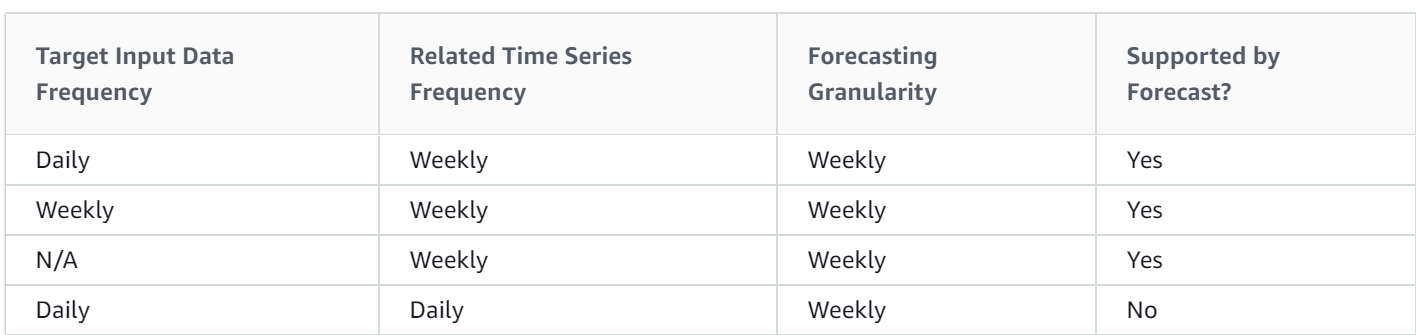 Target Input Data Frequency | Related Time Series Frequency | Forecasting Granularity | Supported by Forecast?
Daily | Weekly | Weekly | Yes
Weekly | Weekly | Weekly | Yes
N/A | Weekly | Weekly | Yes
Daily | Daily | Weekly | No